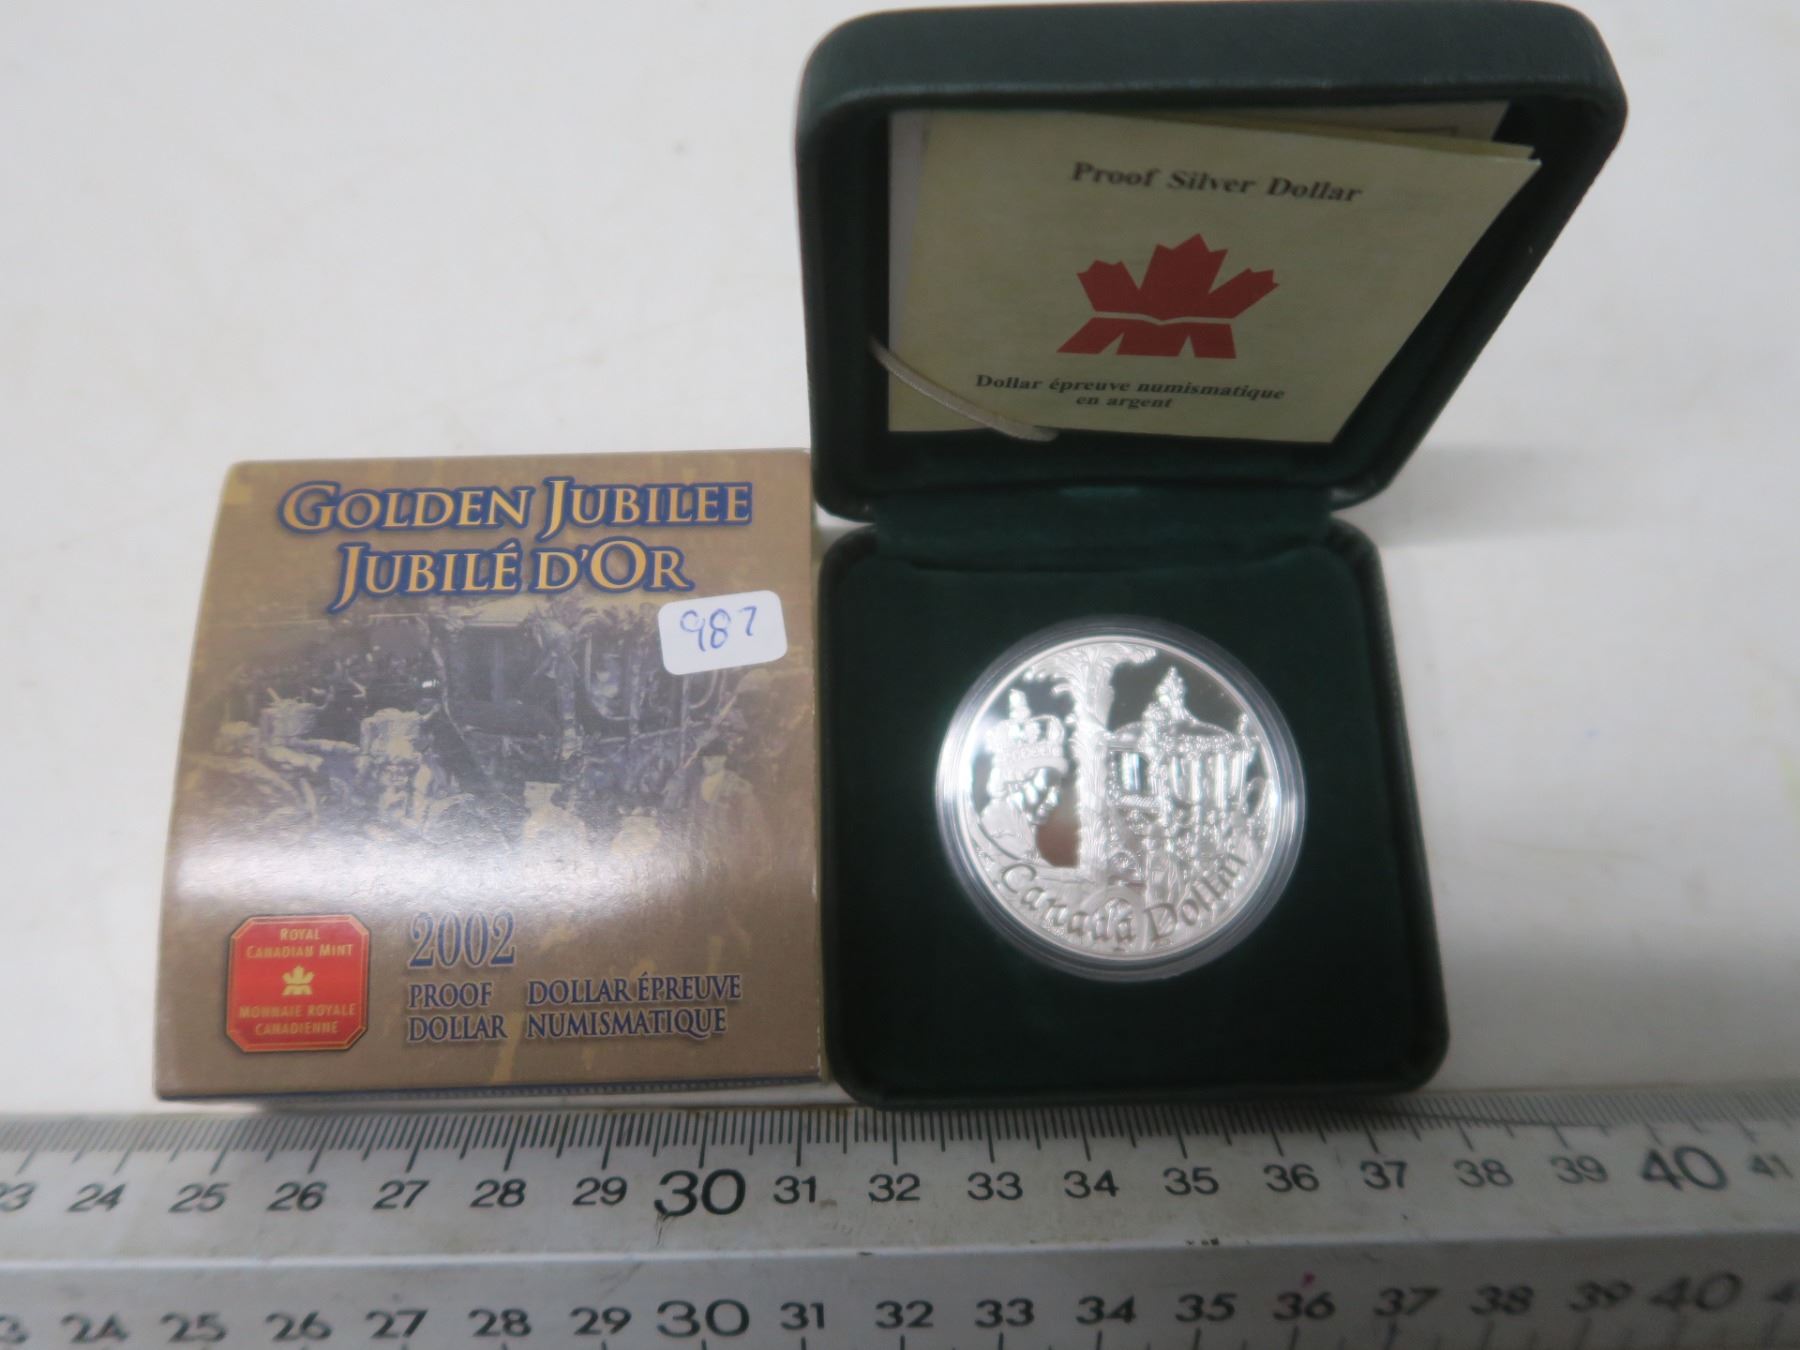 Proof Silver Dollar
Dollar épreuve numismatique
en argent
GOLDEN JUBILEE
JUBILÉ D'OR
987
ROYAL
CANADIAN MINT
MONNAIE ROYALE
CANADIENNE
2002
PROOF DOLLAR ÉPREUVE
DOLLAR NUMISMATIQUE
Canada Dollar
23 24 25 26 27 28 29 30 31 32 33 34 35 36 37 38 39 40 41
23 24 25 26 27 28 29 30 31 32 33 34 35 36 37 38 39 40